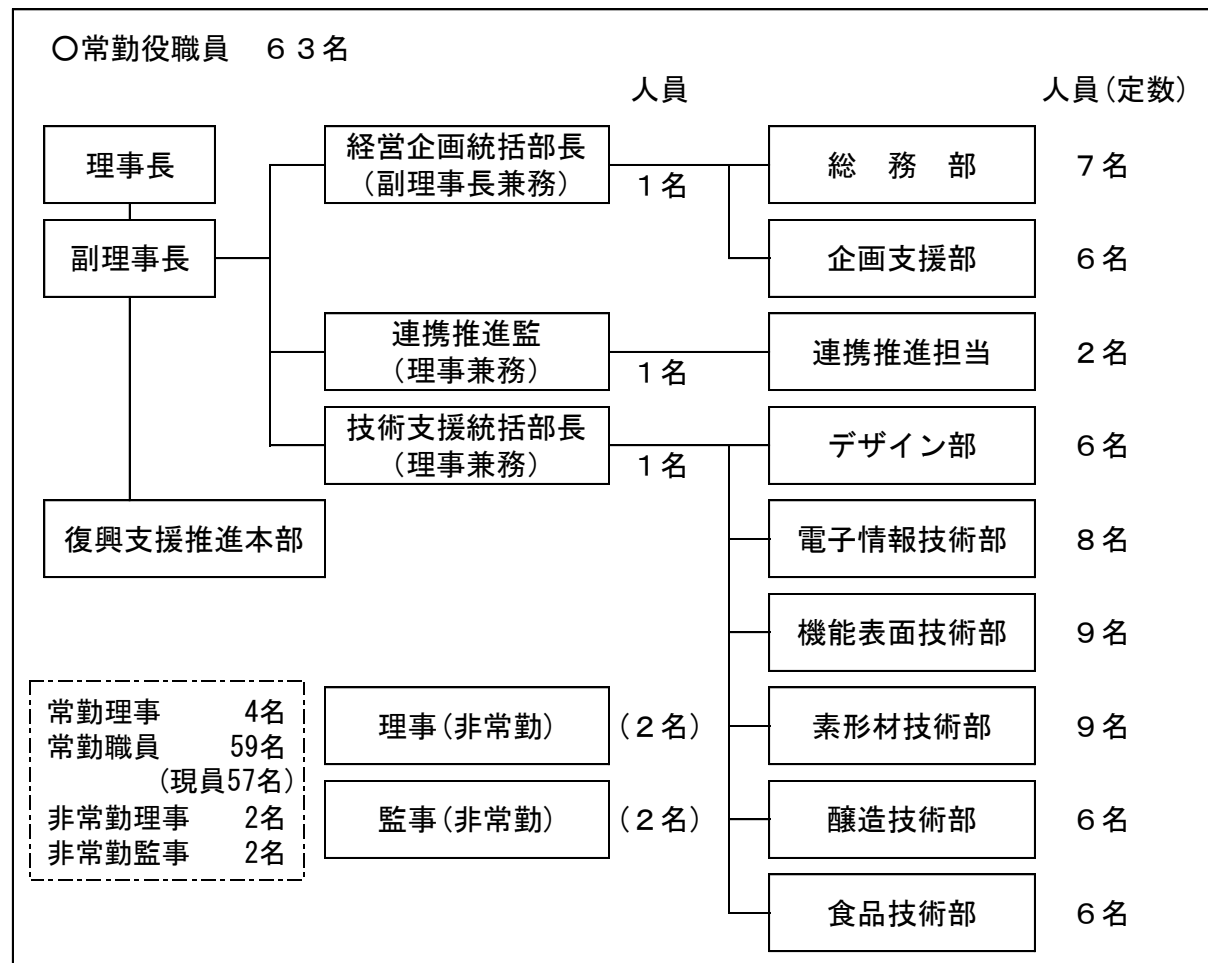 ○常勤役職員　６３名
人員　人員（定数）
理事長
経営企画統括部長
（副理事長兼務）
１名
総　務　部
７名
副理事長
企画支援部
６名
連携推進監
（理事兼務）
１名
連携推進担当
２名
技術支援統括部長
（理事兼務）
１名
デザイン部
６名
復興支援推進本部
電子情報技術部
８名
機能表面技術部
９名
常勤理事　4名
常勤職員　59名
（現員57名）
非常勤理事　2名
非常勤監事　2名
理事（非常勤）
（２名）
素形材技術部
９名
監事（非常勤）
（２名）
醸造技術部
６名
食品技術部
６名